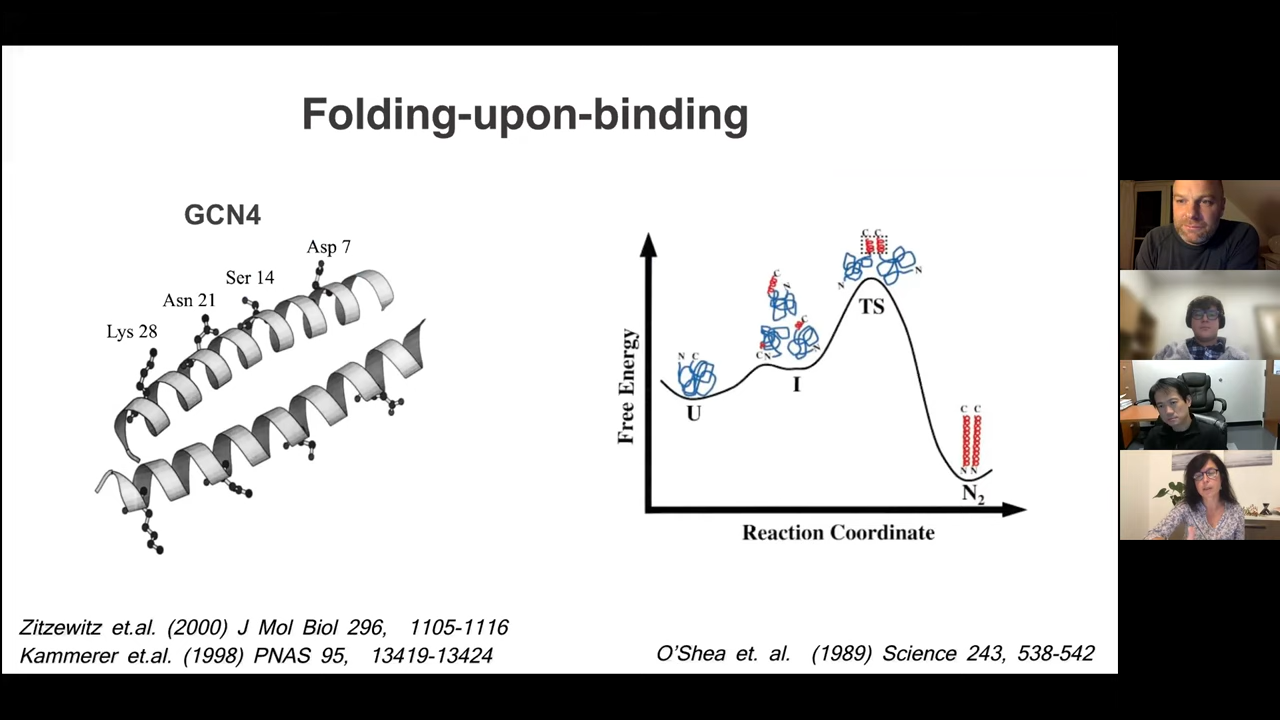 Folding-upon-binding
GCN4
Asp 7
Ser 14
Asn 21
Lys 28
Free Energy
N C
U
C
N
C
C N
N
I
C C
N
N
TS
C C
N N
N2
Reaction Coordinate
Zitzewitz et.al. (2000) J Mol Biol 296, 1105-1116
Kammerer et.al. (1998) PNAS 95, 13419-13424
O'Shea et. al. (1989) Science 243, 538-542